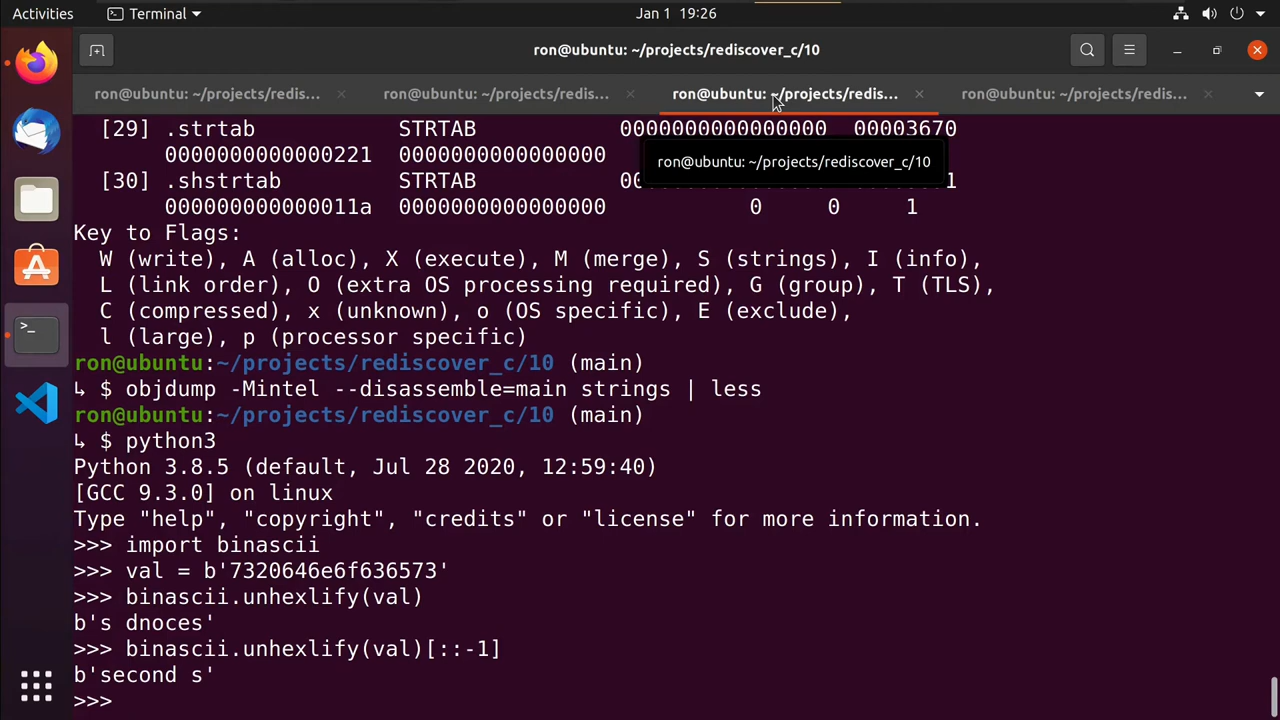 Activities
Terminal
Jan 1 19:26
ron@ubuntu: ~/projects/rediscover_c/10
ron@ubuntu: ~/projects/redis...
ron@ubuntu: ~/projects/redis...
ron@ubuntu: ~/projects/redis...
ron@ubuntu: ~/projects/redis...
[29] .strtab STRTAB 0000000000000000 00003670
0000000000000221 0000000000000000
ron@ubuntu: ~/projects/rediscover_c/10
[30] .shstrtab STRTAB
000000000000011a 0000000000000000 0 0 1
Key to Flags:
W (write), A (alloc), X (execute), M (merge), S (strings), I (info),
L (link order), O (extra OS processing required), G (group), T (TLS),
C (compressed), x (unknown), o (OS specific), E (exclude),
l (large), p (processor specific)
ron@ubuntu:~/projects/rediscover_c/10 (main)
↳ $ objdump -Mintel --disassemble=main strings | less
ron@ubuntu:~/projects/rediscover_c/10 (main)
↳ $ python3
Python 3.8.5 (default, Jul 28 2020, 12:59:40)
[GCC 9.3.0] on linux
Type "help", "copyright", "credits" or "license" for more information.
>>> import binascii
>>> val = b'7320646e6f636573'
>>> binascii.unhexlify(val)
b's dnoces'
>>> binascii.unhexlify(val)[::-1]
b'second s'
>>>